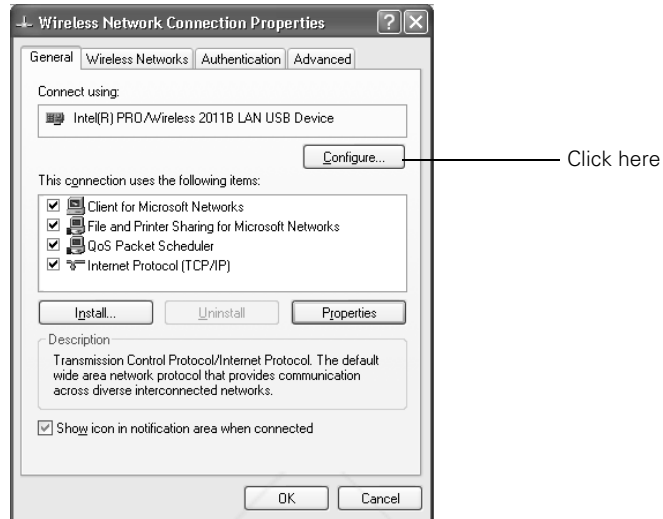 Wireless Network Connection Properties
General Wireless Networks Authentication Advanced
Connect using:
Intel(R) PRO/Wireless 2011B LAN USB Device
Configure...
Click here
This connection uses the following items:
Client for Microsoft Networks
File and Printer Sharing for Microsoft Networks
QoS Packet Scheduler
Internet Protocol (TCP/IP)
Install... Uninstall Properties
Description
Transmission Control Protocol/Internet Protocol. The default
wide area network protocol that provides communication
across diverse interconnected networks.
Show icon in notification area when connected
OK Cancel